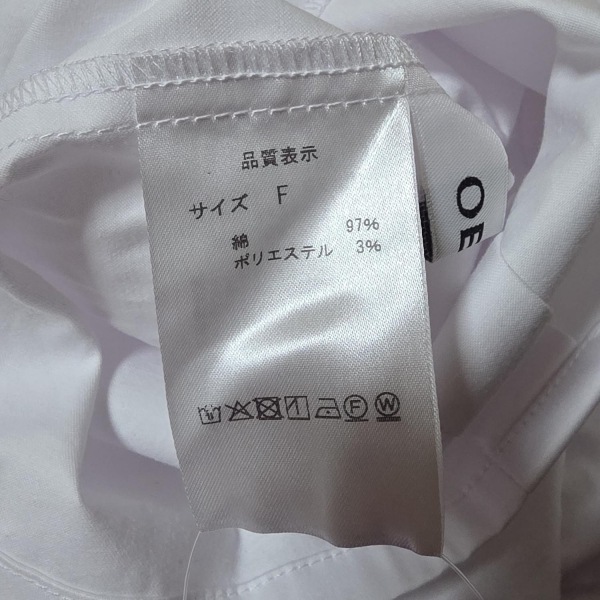 品質表示
サイズ F
綿 97%
ポリエステル 3%
F W
OE